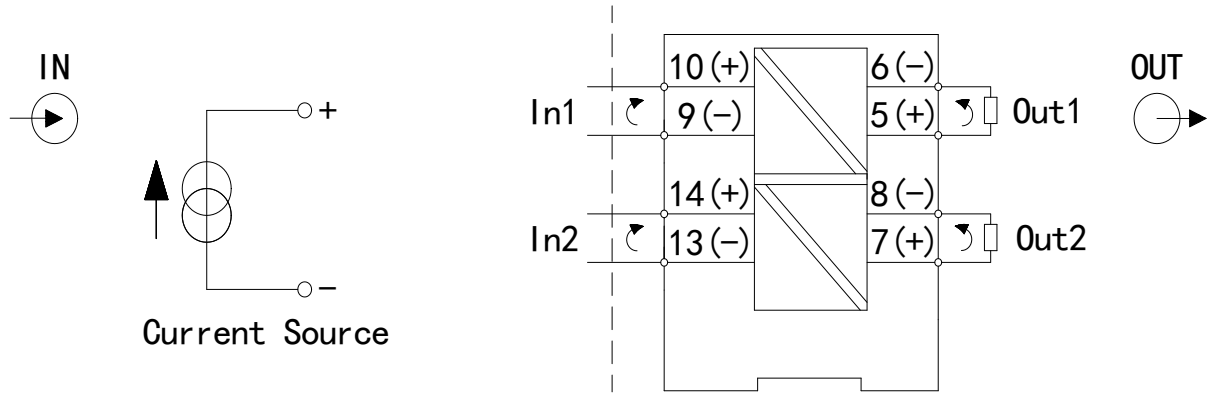 IN
+
−
Current Source
In1
10(+)
9(−)
6(−)
5(+)
Out1
In2
14(+)
13(−)
8(−)
7(+)
Out2
OUT